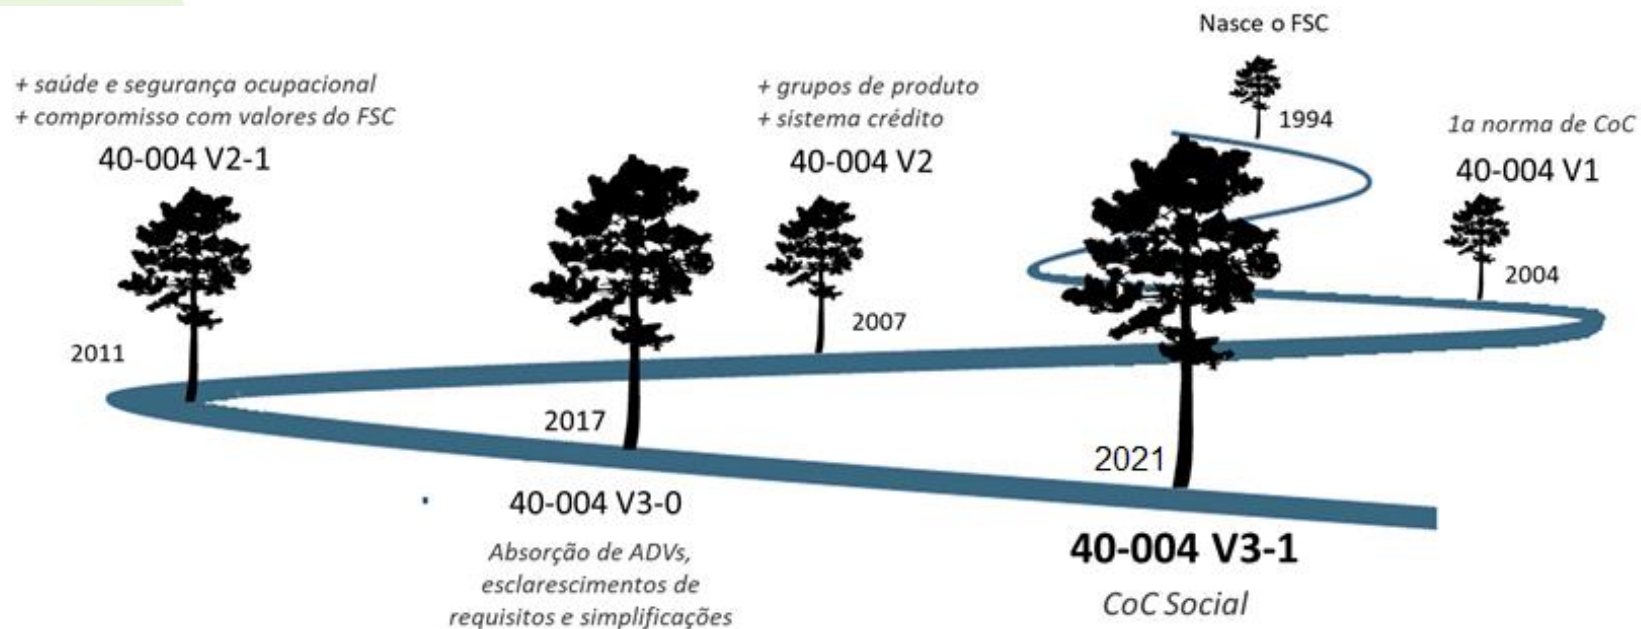 Nasce o FSC
1994
1a norma de CoC
40-004 V1
2004
+ grupos de produto
+ sistema crédito
40-004 V2
2007
+ saúde e segurança ocupacional
+ compromisso com valores do FSC
40-004 V2-1
2011
2017
40-004 V3-0
Absorção de ADVs,
esclarescimentos de
requisitos e simplificações
2021
40-004 V3-1
CoC Social